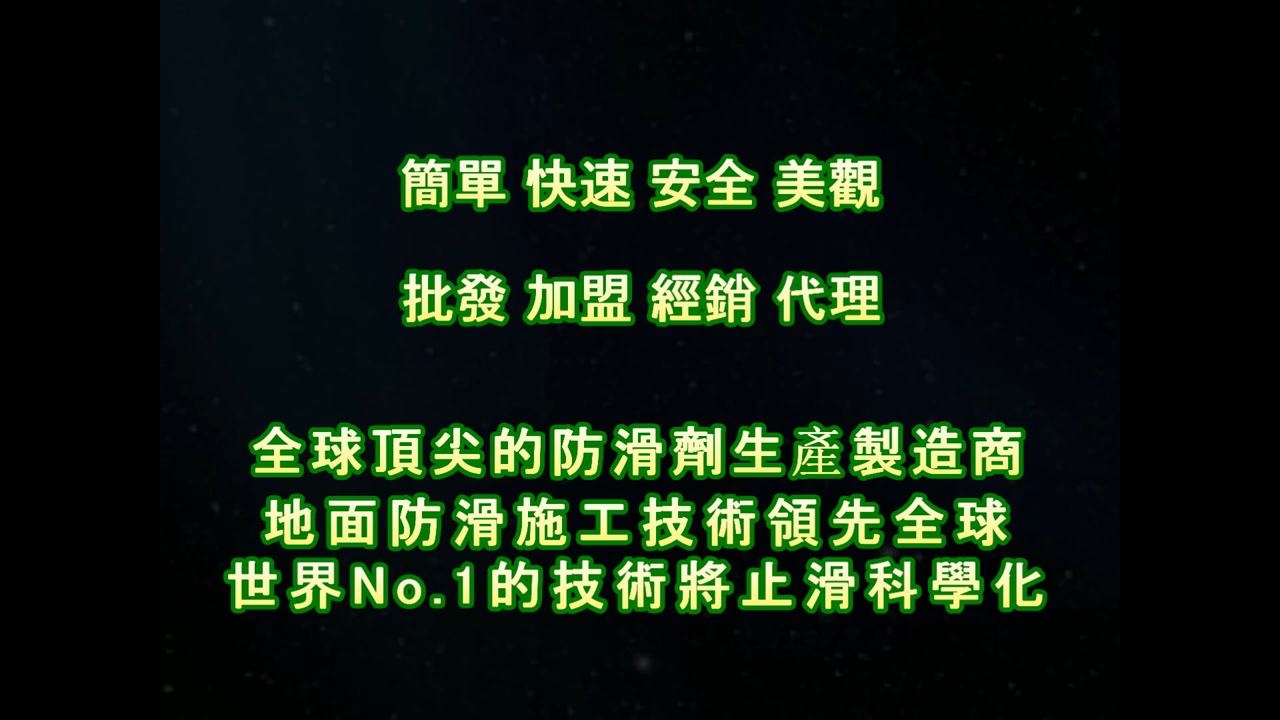 簡單 快速 安全 美觀
批發 加盟 經銷 代理
全球頂尖的防滑劑生產製造商
地面防滑施工技術領先全球
世界No.1的技術將止滑科學化